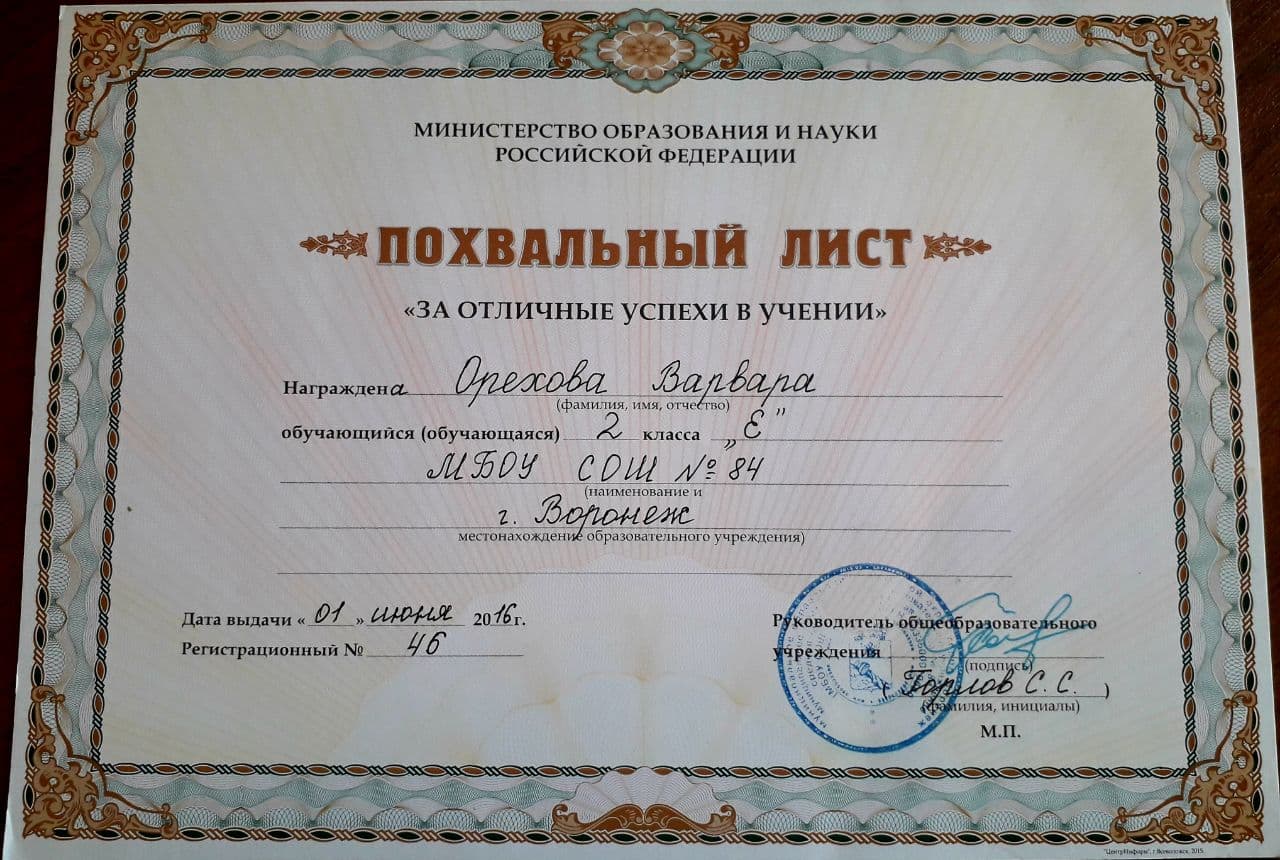 МИНИСТЕРСТВО ОБРАЗОВАНИЯ И НАУКИ
РОССИЙСКОЙ ФЕДЕРАЦИИ
ПОХВАЛЬНЫЙ ЛИСТ
«ЗА ОТЛИЧНЫЕ УСПЕХИ В УЧЕНИИ»
Награждена Орехова Варвара
(фамилия, имя, отчество)
обучающийся (обучающаяся) 2 класса „Е"
МБОУ СОШ № 84
(наименование и
г. Воронеж
местонахождение образовательного учреждения)
Дата выдачи «01» июня 2016г.
Регистрационный № 46
Руководитель общеобразовательного
учреждения
(подпись)
(Горлов С. С.)
(фамилия, инициалы)
М.П.